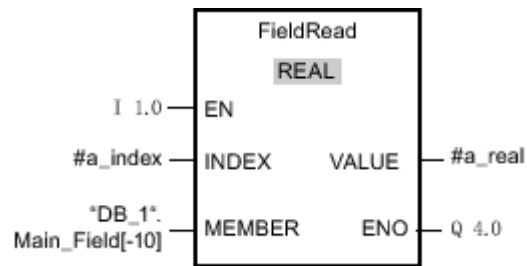 FieldRead
REAL
I 1.0 EN
#a_index INDEX VALUE #a_real
"DB_1".
Main_Field[-10] MEMBER ENO Q 4.0